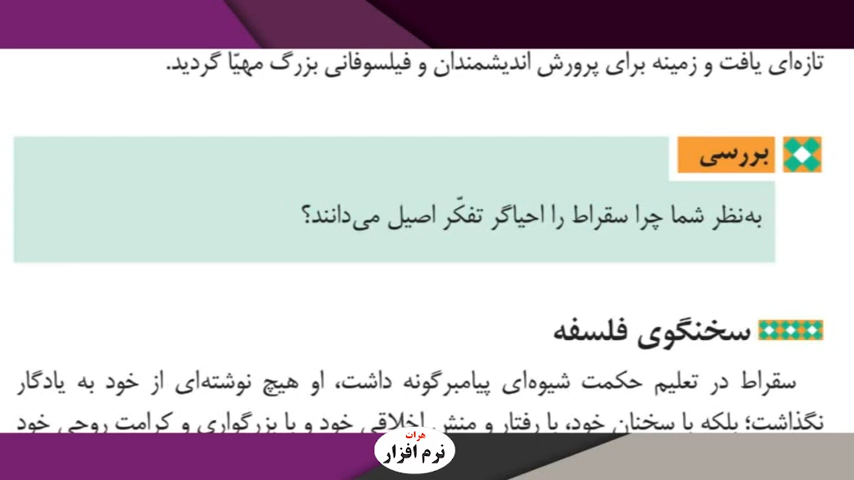 تازه‌ای یافت و زمینه برای پرورش اندیشمندان و فیلسوفانی بزرگ مهیّا گردید.
بررسی
به‌نظر شما چرا سقراط را احیاگر تفکّر اصیل می‌دانند؟
سخنگوی فلسفه
سقراط در تعلیم حکمت شیوه‌ای پیامبرگونه داشت، او هیچ نوشته‌ای از خود به یادگار
نگذاشت؛ بلکه با سخنان خود، با رفتار و منش اخلاقی خود و با بزرگواری و کرامت روحی خود
هرات
نرم افزار